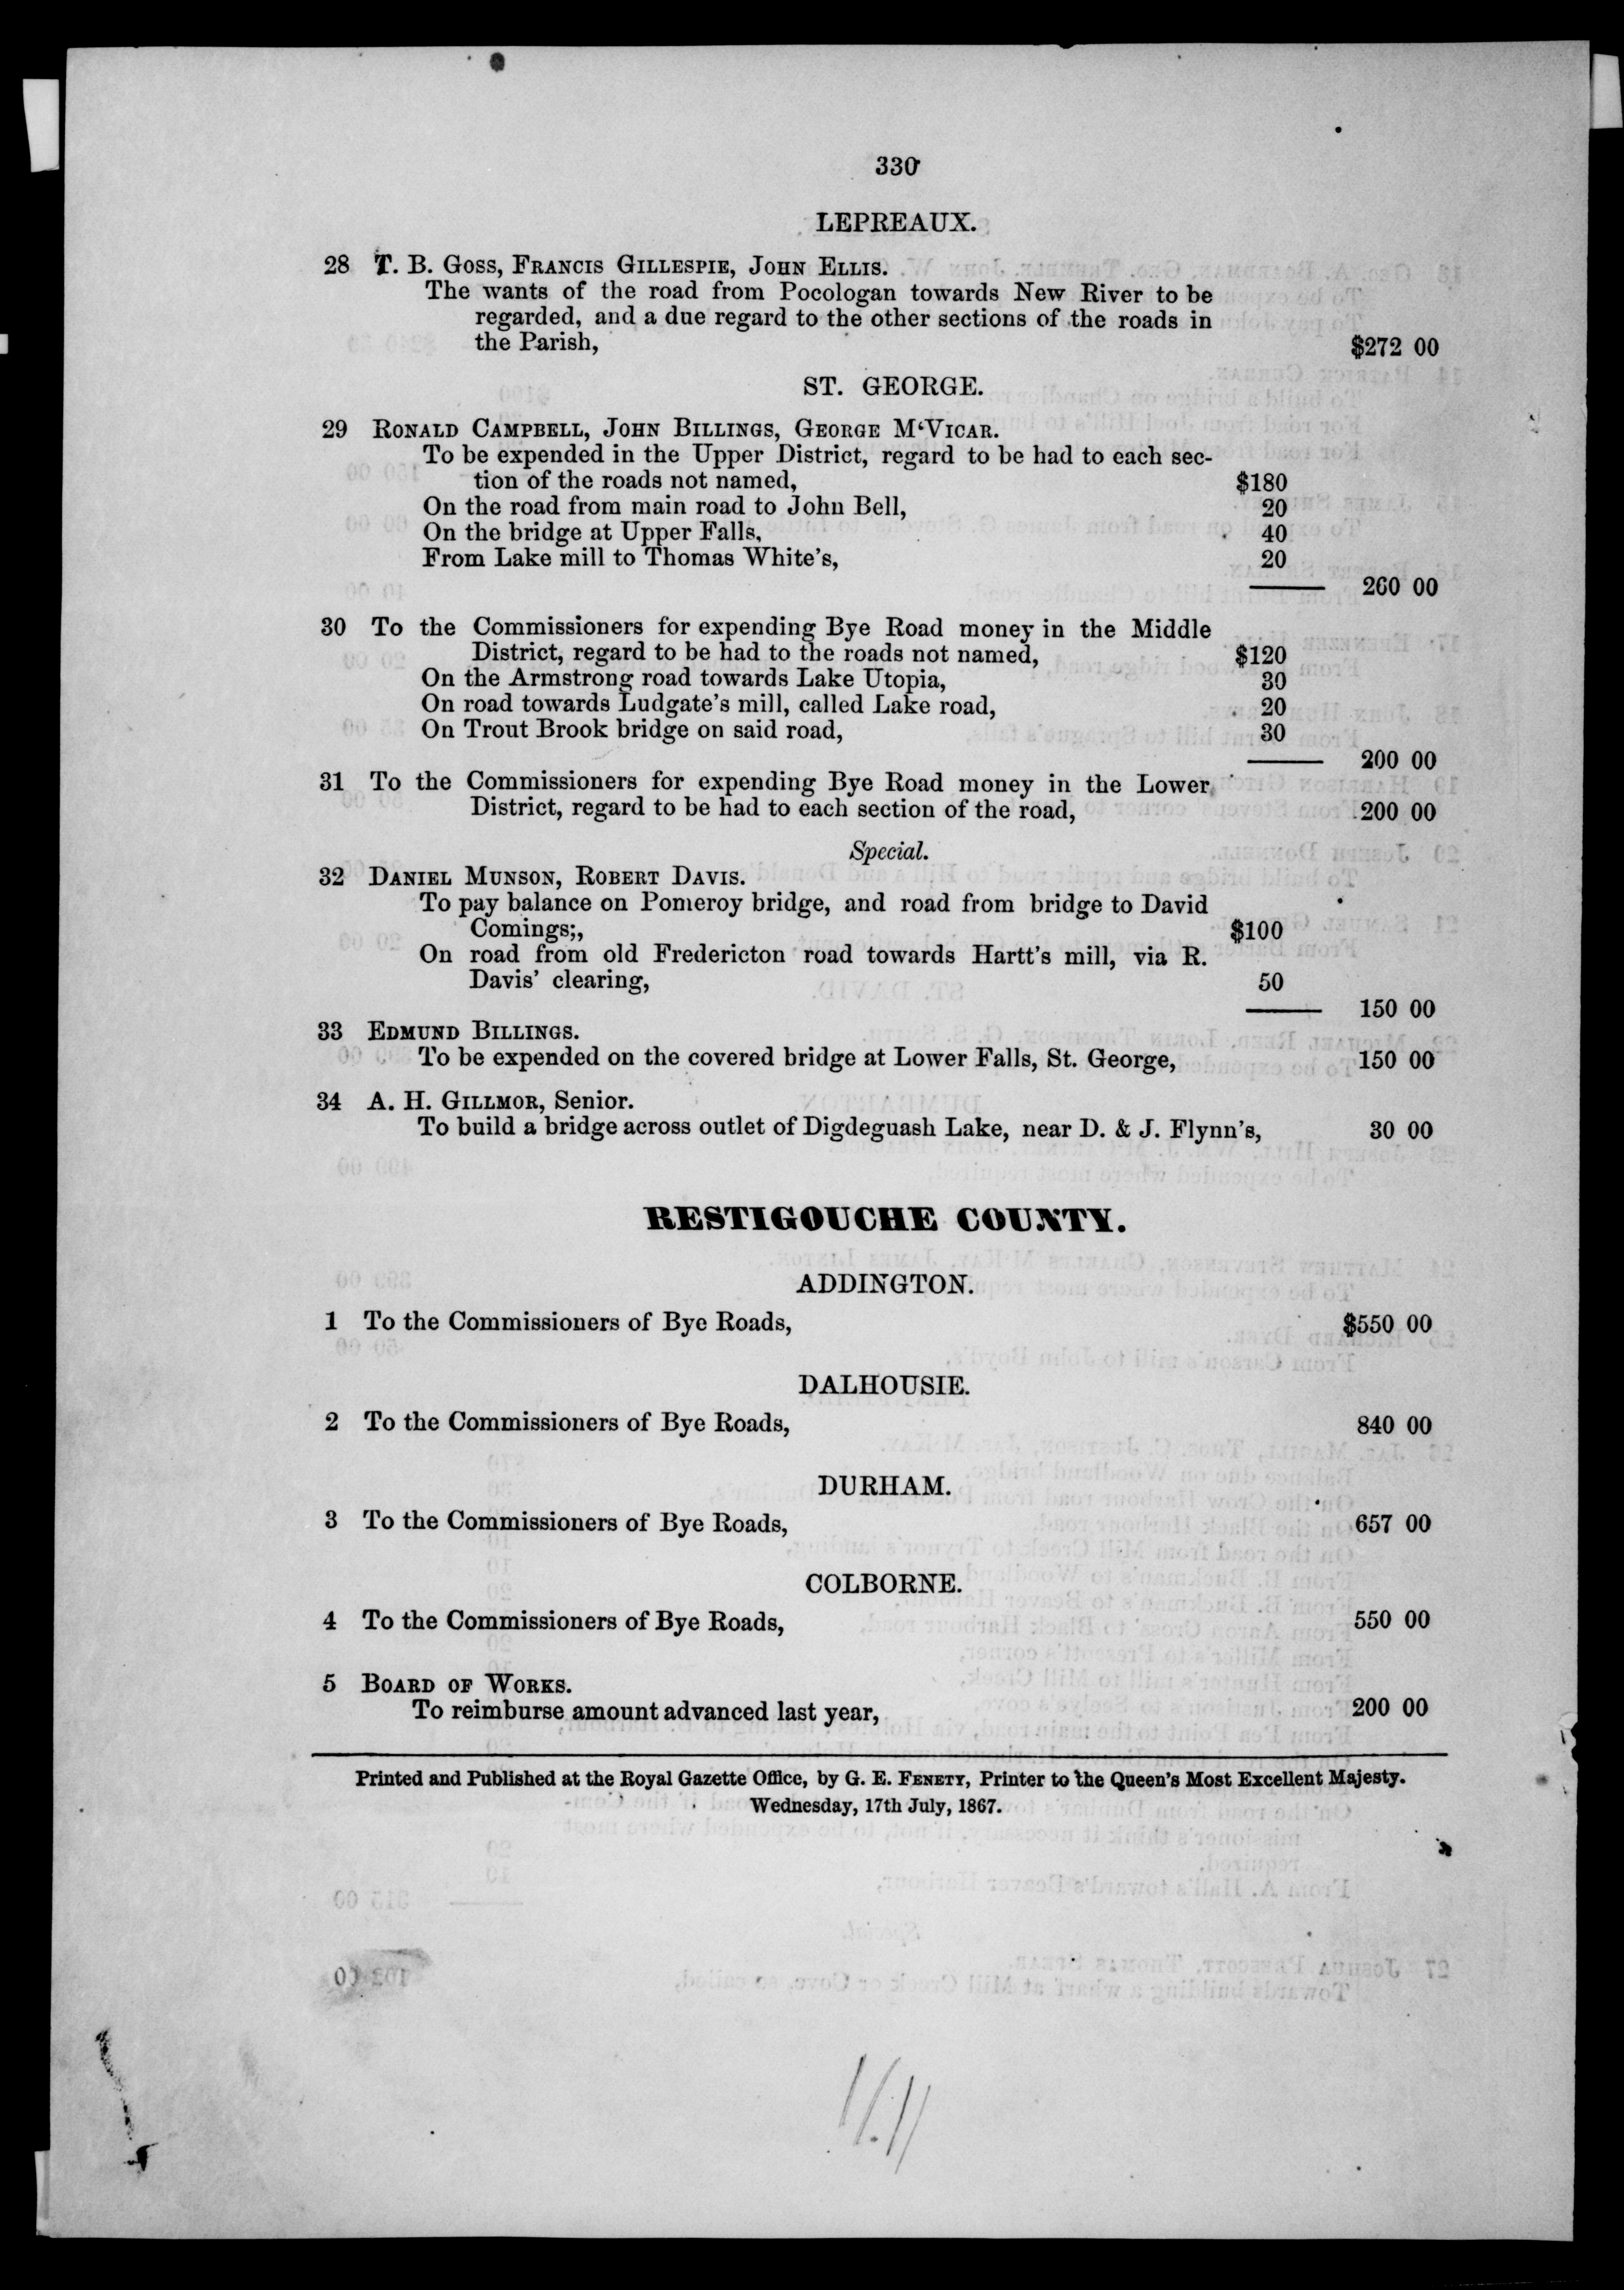 330
LEPREAUX.
28 T. B. Goss, Francis Gillespie, John Ellis.
The wants of the road from Pocologan towards New River to be
regarded, and a due regard to the other sections of the roads in
the Parish, $272 00
ST. GEORGE.
29 Ronald Campbell, John Billings, George M‘Vicar.
To be expended in the Upper District, regard to be had to each sec-
tion of the roads not named, $180
On the road from main road to John Bell, 20
On the bridge at Upper Falls, 40
From Lake mill to Thomas White's, 20
260 00
30 To the Commissioners for expending Bye Road money in the Middle
District, regard to be had to the roads not named, $120
On the Armstrong road towards Lake Utopia, 30
On road towards Ludgate's mill, called Lake road, 20
On Trout Brook bridge on said road, 30
200 00
31 To the Commissioners for expending Bye Road money in the Lower
District, regard to be had to each section of the road, 200 00
Special.
32 Daniel Munson, Robert Davis.
To pay balance on Pomeroy bridge, and road from bridge to David
Comings;, $100
On road from old Fredericton road towards Hartt's mill, via R.
Davis' clearing, 50
150 00
33 Edmund Billings.
To be expended on the covered bridge at Lower Falls, St. George, 150 00
34 A. H. Gillmor, Senior.
To build a bridge across outlet of Digdeguash Lake, near D. & J. Flynn's, 30 00
RESTIGOUCHE COUNTY.
ADDINGTON.
1 To the Commissioners of Bye Roads, $550 00
DALHOUSIE.
2 To the Commissioners of Bye Roads, 840 00
DURHAM.
3 To the Commissioners of Bye Roads, 657 00
COLBORNE.
4 To the Commissioners of Bye Roads, 550 00
5 Board of Works.
To reimburse amount advanced last year, 200 00
Printed and Published at the Royal Gazette Office, by G. E. Fenety, Printer to the Queen's Most Excellent Majesty.
Wednesday, 17th July, 1867.